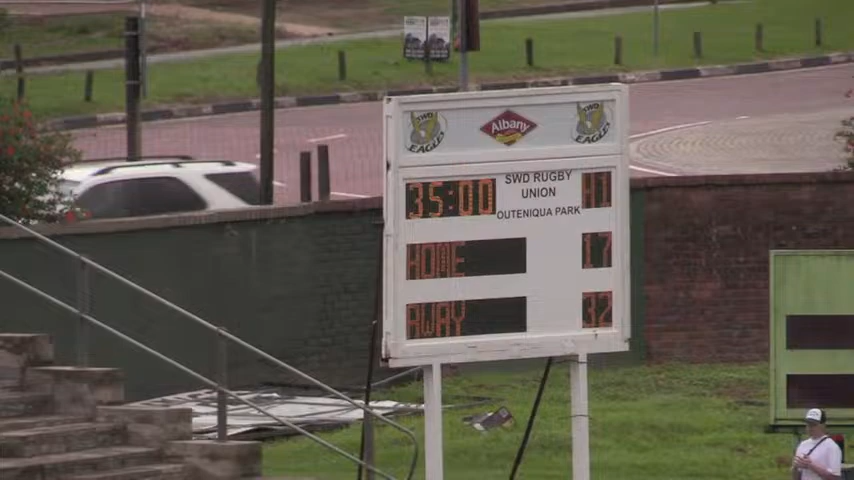 SWD
EAGLES
Albany
SWD
EAGLES
35:00
SWD RUGBY
UNION
OUTENIQUA PARK
H1
HOME 17
AWAY 32